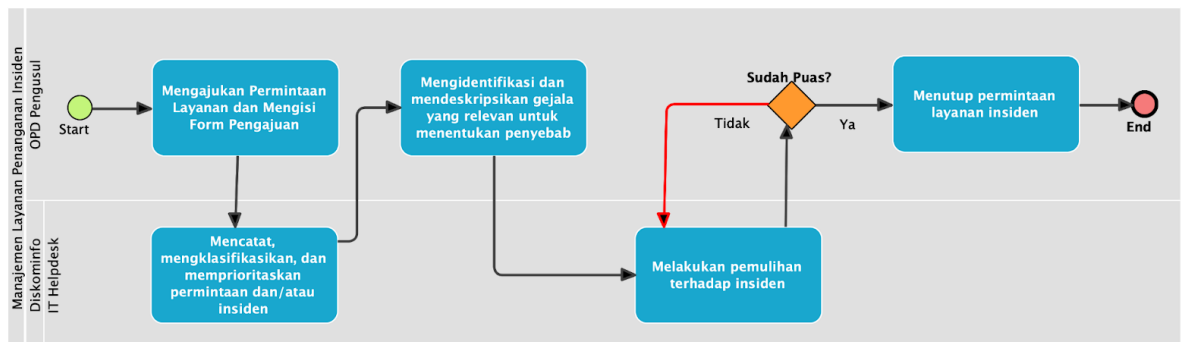 Manajemen Layanan Penanganan Insiden
OPD Pengusul
Start
Mengajukan Permintaan
Layanan dan Mengisi
Form Pengajuan
Mengidentifikasi dan
mendeskripsikan gejala
yang relevan untuk
menentukan penyebab
Sudah Puas?
Tidak
Ya
Menutup permintaan
layanan insiden
End
Diskominfo
IT Helpdesk
Mencatat,
mengklasifikasikan, dan
memprioritaskan
permintaan dan/atau
insiden
Melakukan pemulihan
terhadap insiden